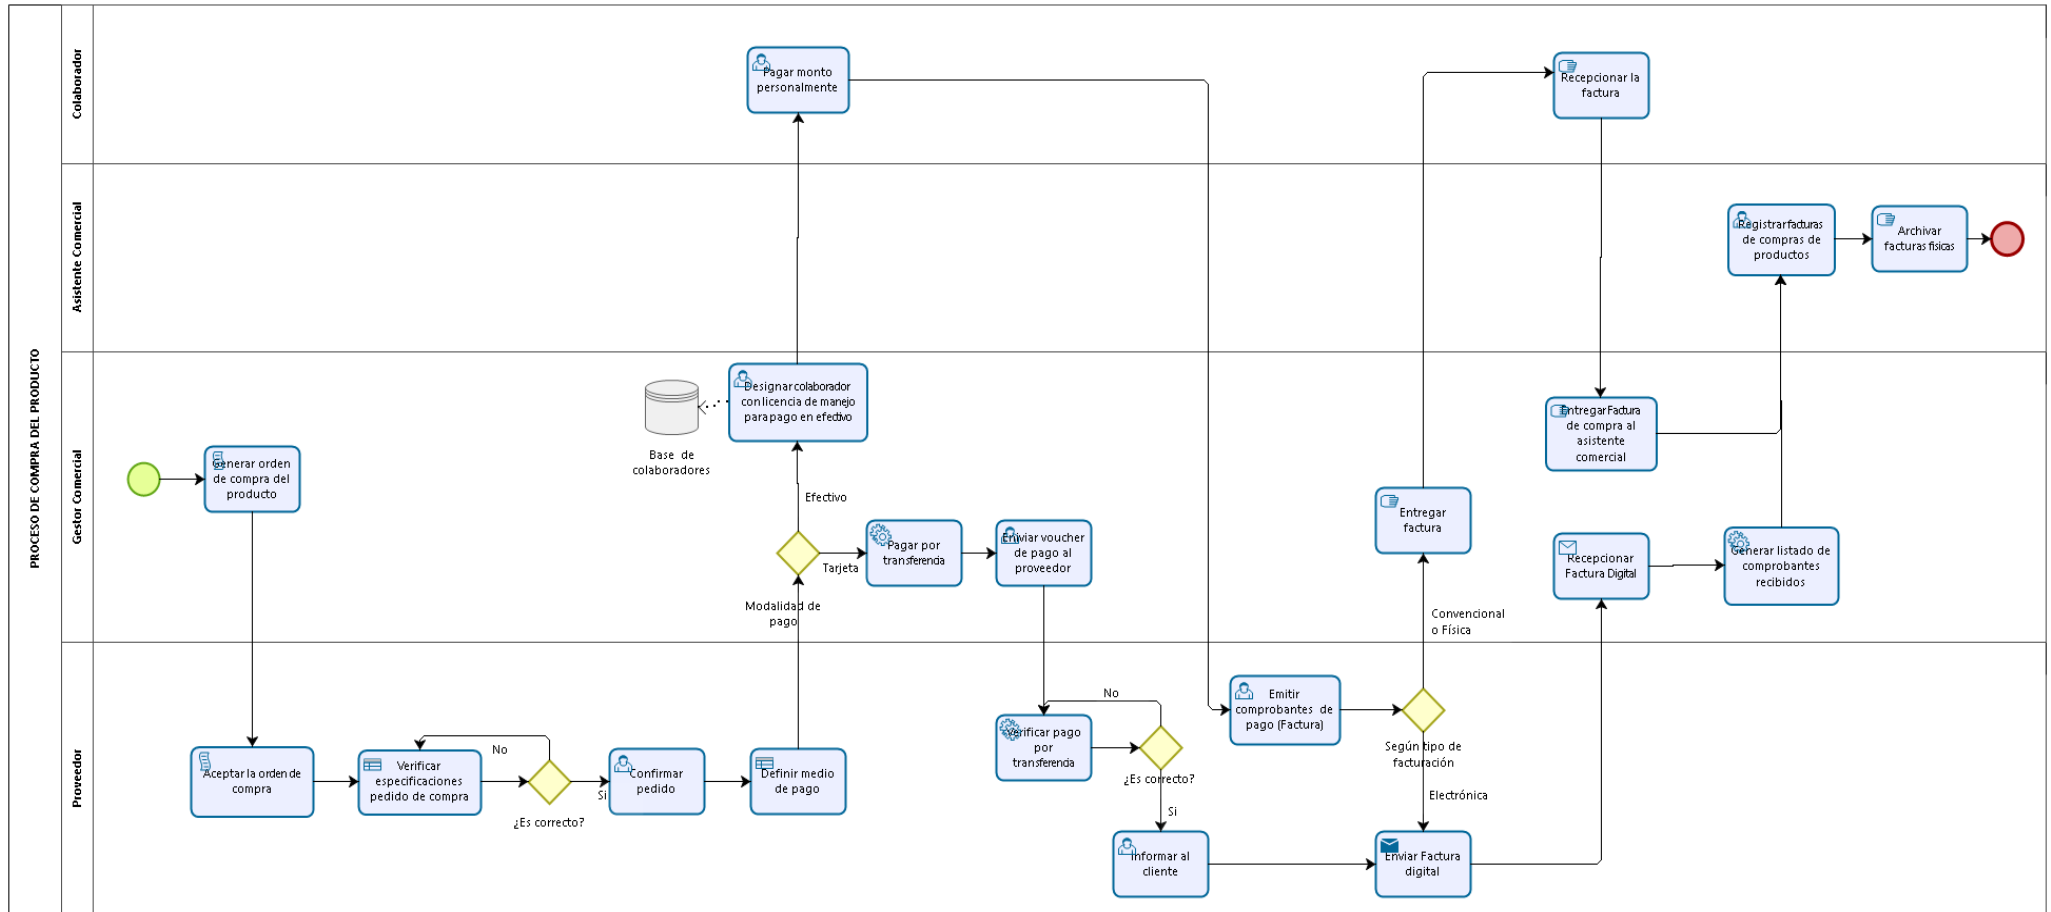 PROCESO DE COMPRA DEL PRODUCTO
Colaborador
Pagar monto
personalmente
Recepcionar la
factura
Asistente Comercial
Registrar facturas
de compras de
productos
Archivar
facturas físicas
Gestor Comercial
Generar orden
de compra del
producto
Base de
colaboradores
Designar colaborador
con licencia de manejo
para pago en efectivo
Efectivo
Tarjeta
Modalidad de
pago
Pagar por
transferencia
Enviar voucher
de pago al
proveedor
Entregar
factura
Convencional
o Física
Entregar Factura
de compra al
asistente
comercial
Recepcionar
Factura Digital
Generar listado de
comprobantes
recibidos
Proveedor
Aceptar la orden de
compra
Verificar
especificaciones
pedido de compra
No
Si
¿Es correcto?
Confirmar
pedido
Definir medio
de pago
Verificar pago
por
transferencia
No
¿Es correcto?
Si
Informar al
cliente
Emitir
comprobantes de
pago (Factura)
Según tipo de
facturación
Electrónica
Enviar Factura
digital